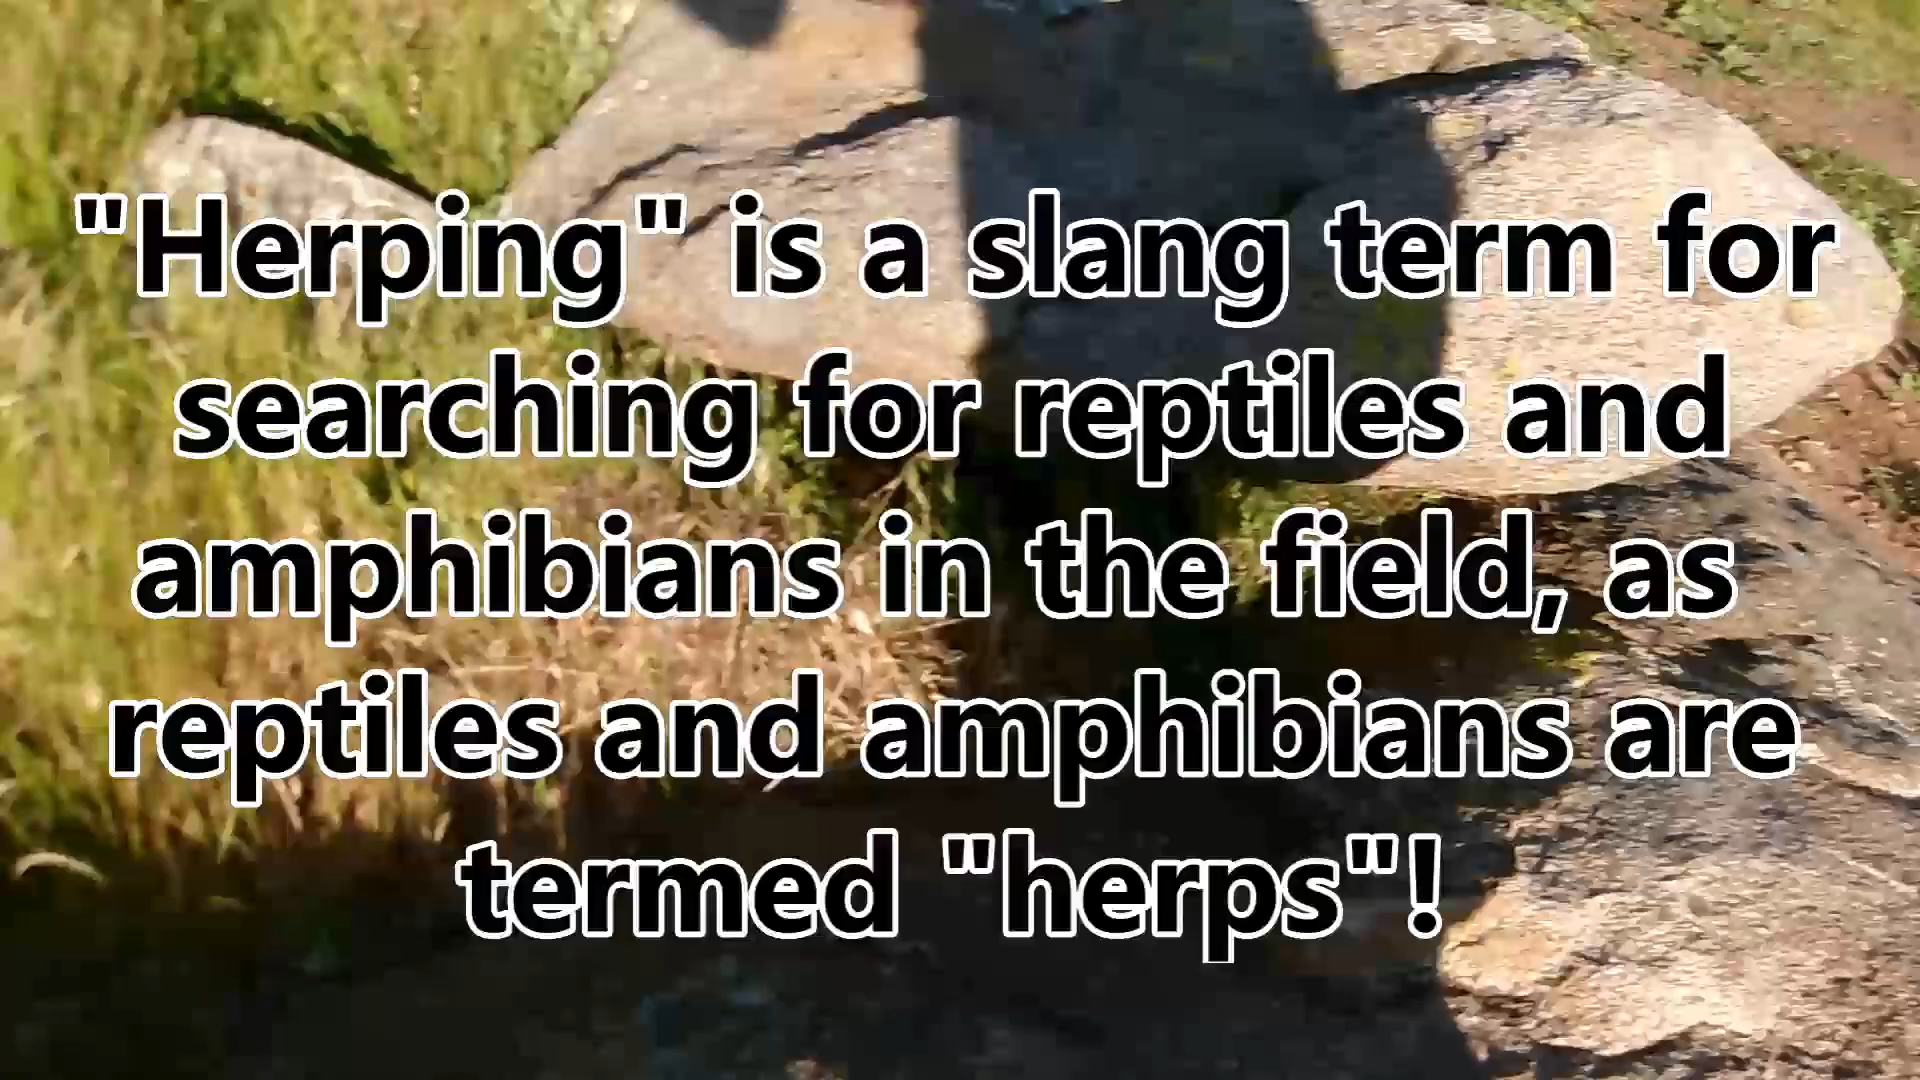 "Herping" is a slang term for
searching for reptiles and
amphibians in the field, as
reptiles and amphibians are
termed "herps"!